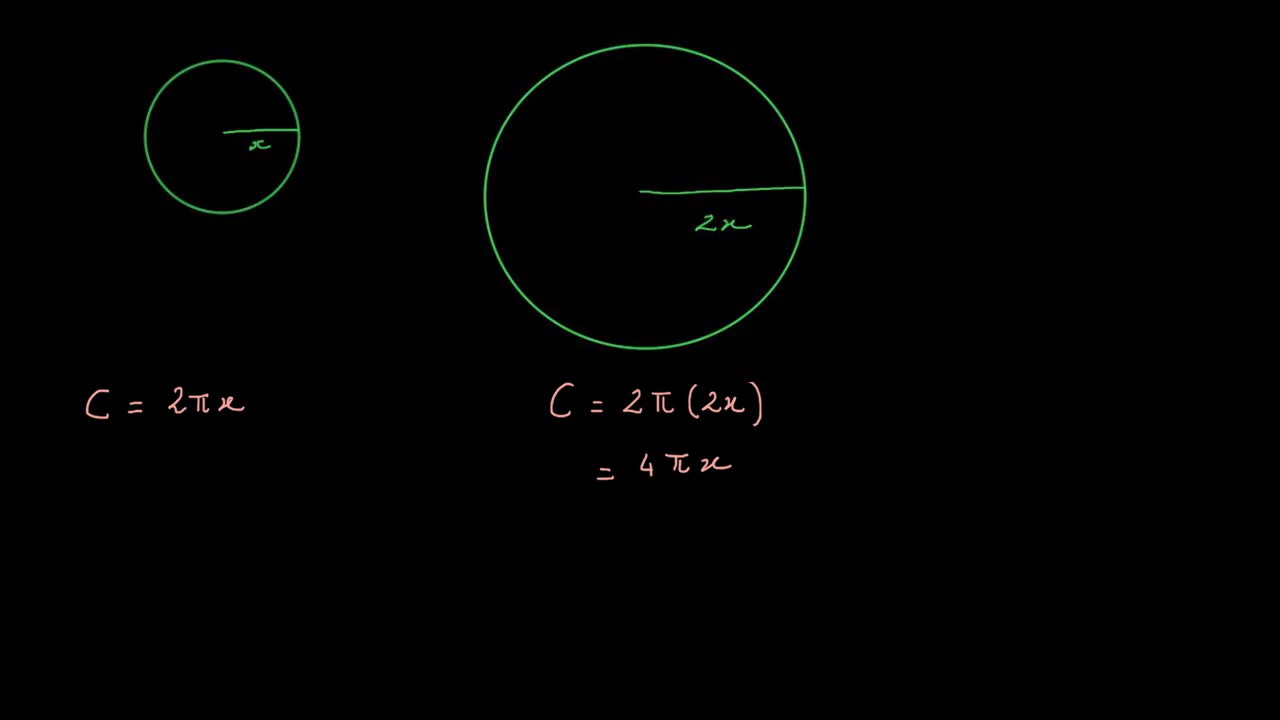 x
2x
C = 2πx
C = 2π(2x)
= 4πx